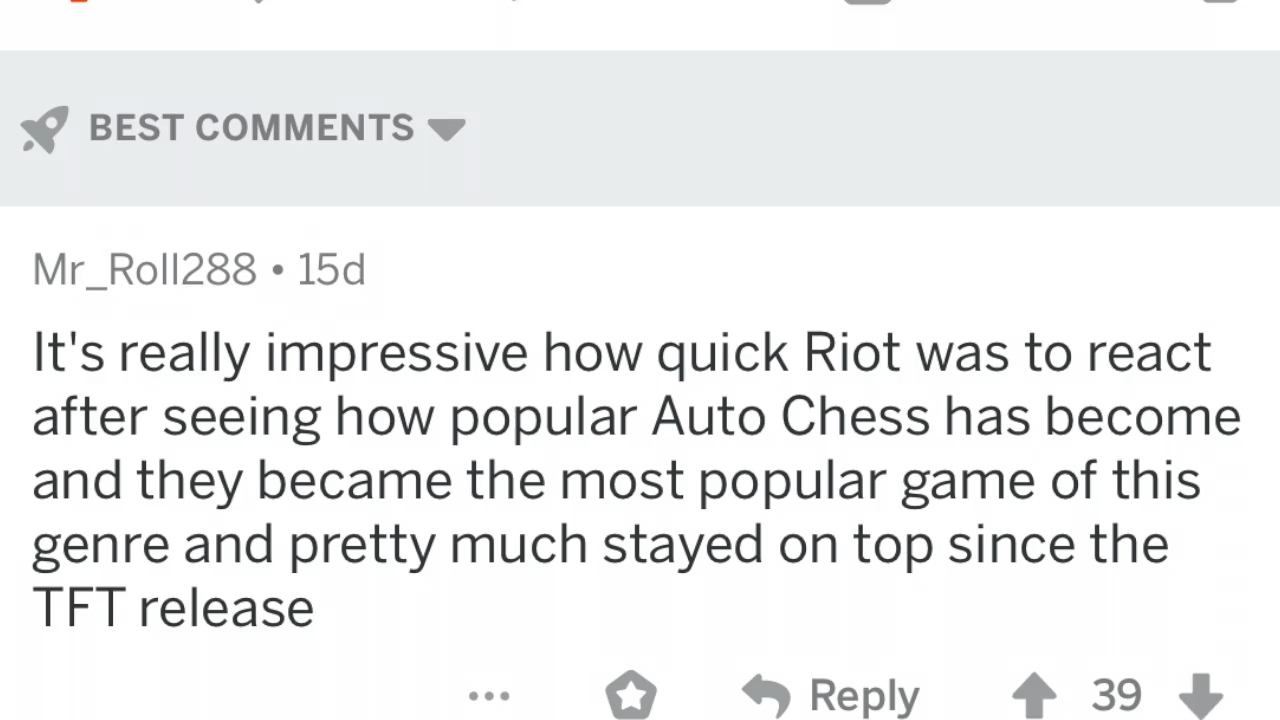 BEST COMMENTS
Mr_Roll288 • 15d
It's really impressive how quick Riot was to react
after seeing how popular Auto Chess has become
and they became the most popular game of this
genre and pretty much stayed on top since the
TFT release
Reply 39